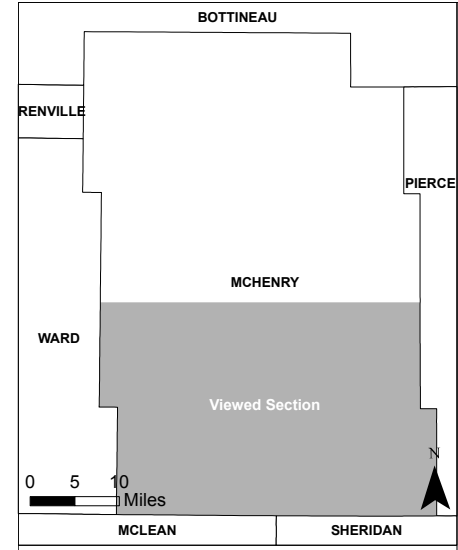 BOTTINEAU
RENVILLE
PIERCE
MCHENRY
WARD
Viewed Section
N
0 5 10
Miles
MCLEAN SHERIDAN